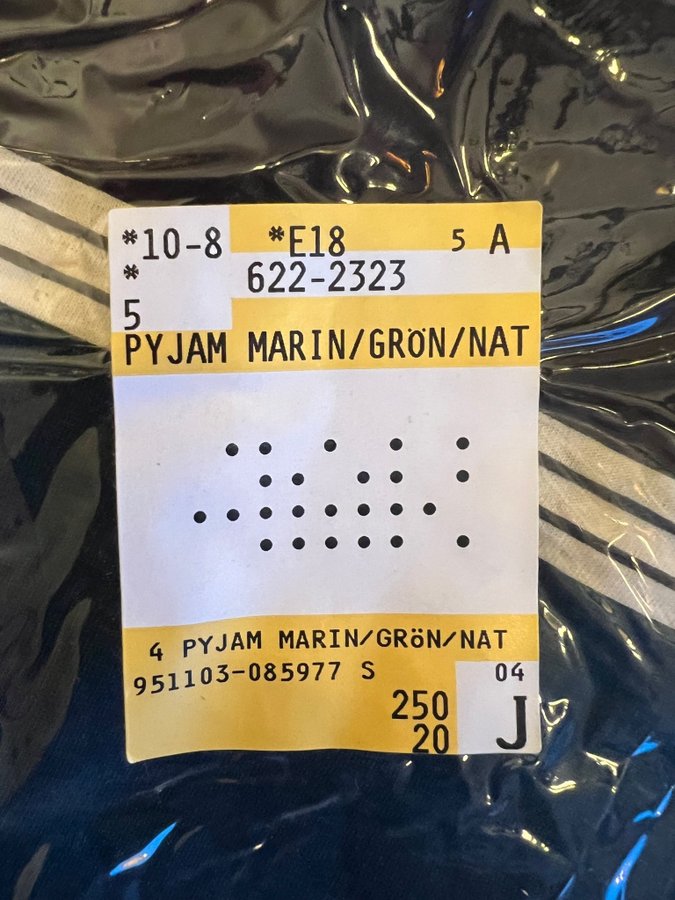 *10-8 *E18 5 A
* 622-2323
5
PYJAM MARIN/GRÖN/NAT
4 PYJAM MARIN/GRÖN/NAT
951103-085977 S 04
250
20 J